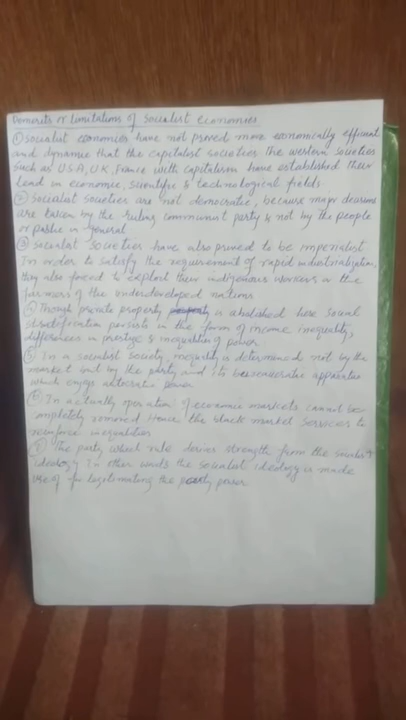 Demerits or Limitations of Socialist economies
① Socialist economies have not proved more economically efficient
and dynamic that the capitalist societies The western societies
such as U.S.A, U.K, France with capitalism have established their
lead in economic, scientific & technological fields
② Socialist societies are not democratic, because major decisions
are taken by the ruling communist party & not by the people
or public in general
③ Socialist Societies have also proved to be imperialist
In order to satisfy the requirement of rapid industrialization,
they also forced to exploit their indigenous workers or the
farmers of the underdeveloped nations
④ Though private property is abolished here social
stratification persists in the form of income inequality,
differences in prestige & inequalities of power
⑤ In a socialist society, inequality is determined not by the
market but by the party and its bureaucratic apparatus
which enjoys autocratic power
In actually operation of economic markets cannot be
completely removed Hence the black market services to
reinforce inequalities
The party which rule derives strength form the socialist
ideology In other words the socialist ideology is made
use of for legitimating the party power